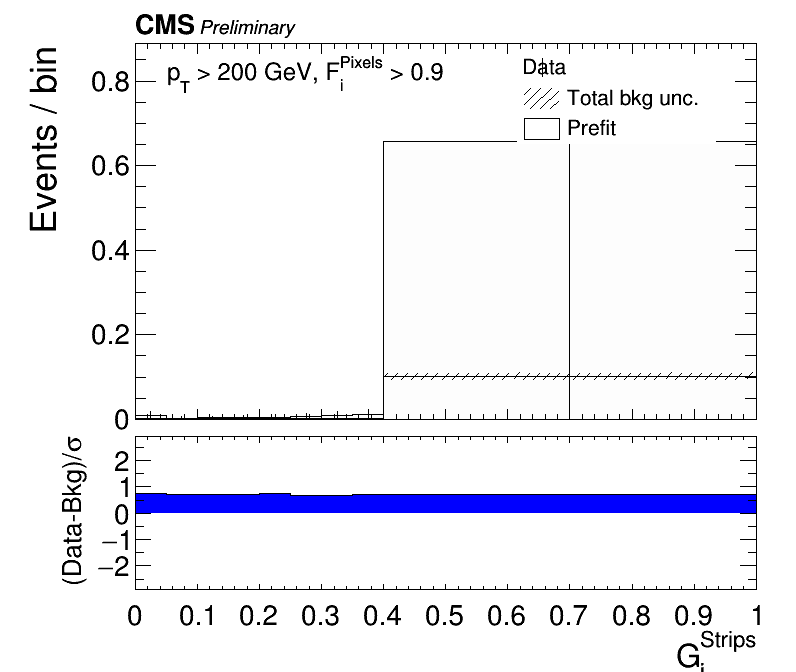 CMS Preliminary
p_T > 200 GeV, F_i^Pixels > 0.9
Data
Total bkg unc.
Prefit
Events / bin
0.8
0.6
0.4
0.2
0
(Data-Bkg)/σ
2
1
0
−1
−2
0 0.1 0.2 0.3 0.4 0.5 0.6 0.7 0.8 0.9 1
G_i^Strips